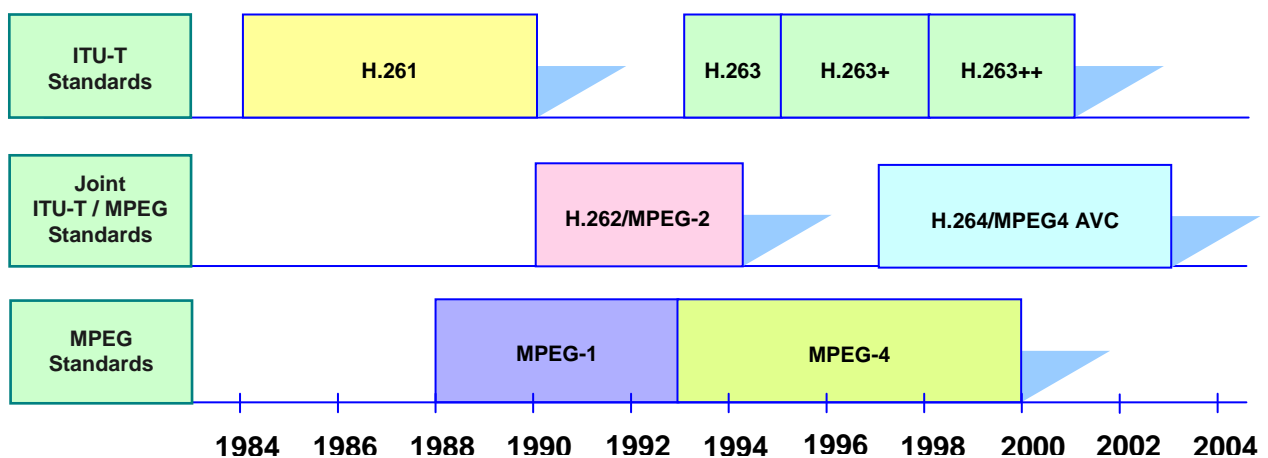 ITU-T
Standards
H.261
H.263
H.263+
H.263++
Joint
ITU-T / MPEG
Standards
H.262/MPEG-2
H.264/MPEG4 AVC
MPEG
Standards
MPEG-1
MPEG-4
1984 1986 1988 1990 1992 1994 1996 1998 2000 2002 2004